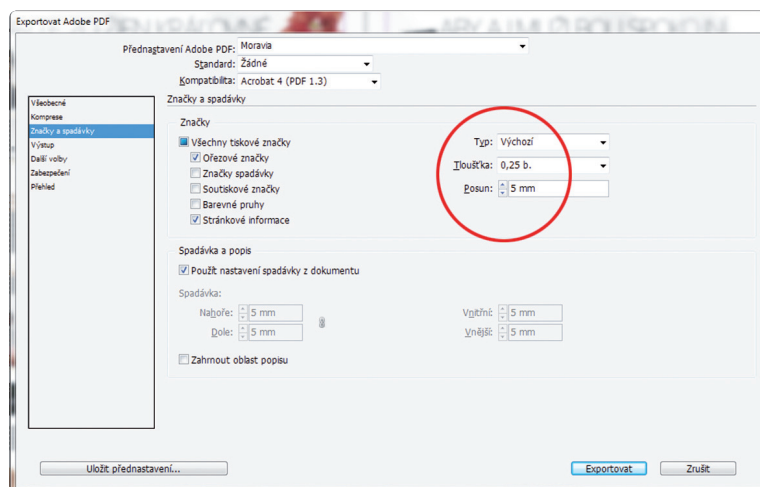 Exportovat Adobe PDF
Přednastavení Adobe PDF: Moravia
Standard: Žádné
Kompatibilita: Acrobat 4 (PDF 1.3)
Všeobecné
Komprese
Značky a spadávky
Výstup
Další volby
Zabezpečení
Přehled
Značky a spadávky
Značky
Všechny tiskové značky
Ořezové značky
Značky spadávky
Soutiskové značky
Barevné pruhy
Stránkové informace
Typ: Výchozí
Tloušťka: 0,25 b.
Posun: 5 mm
Spadávka a popis
Použít nastavení spadávky z dokumentu
Spadávka:
Nahoře: 5 mm
Dole: 5 mm
Vnitřní: 5 mm
Vnější: 5 mm
Zahrnout oblast popisu
Uložit přednastavení...
Exportovat
Zrušit